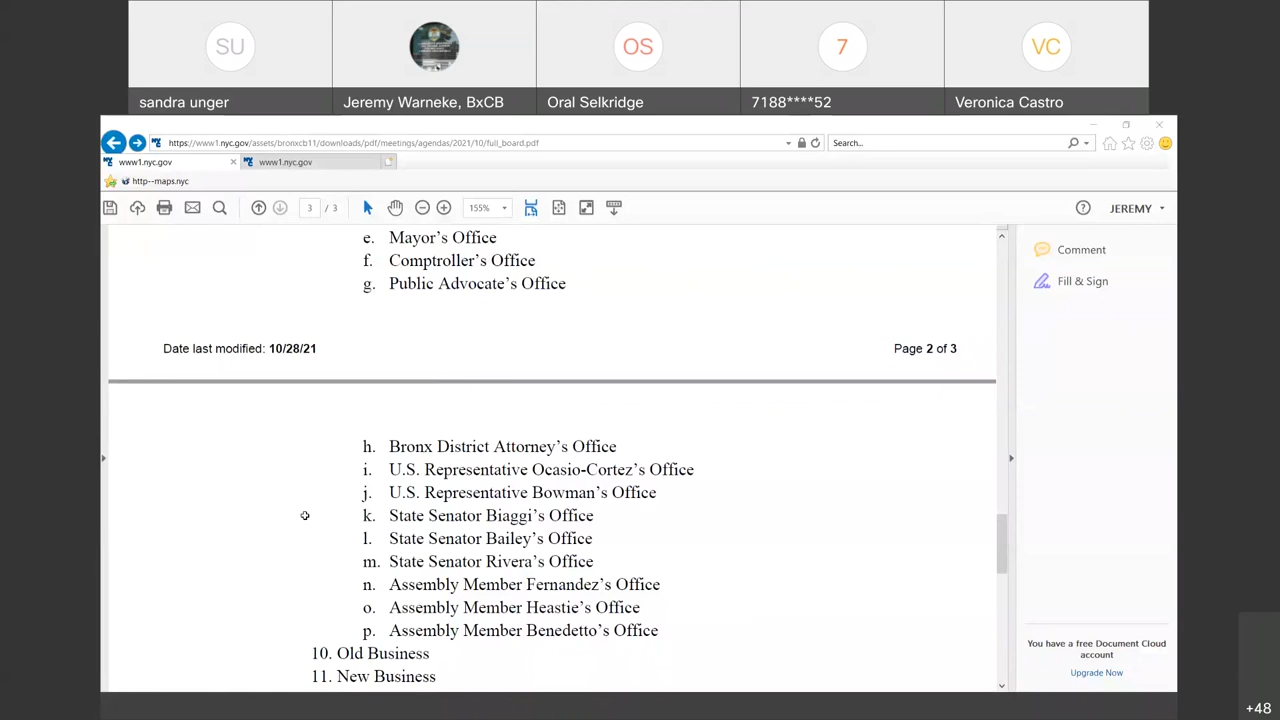 SU
OS
7
VC
sandra unger
Jeremy Warneke, BxCB
Oral Selkridge
7188****52
Veronica Castro
https://www1.nyc.gov/assets/bronxcb11/downloads/pdf/meetings/agendas/2021/10/full_board.pdf
Search...
www1.nyc.gov
www1.nyc.gov
http--maps.nyc
3 / 3
155%
JEREMY
e. Mayor's Office
f. Comptroller's Office
g. Public Advocate's Office
Comment
Fill & Sign
Date last modified: 10/28/21
Page 2 of 3
h. Bronx District Attorney's Office
i. U.S. Representative Ocasio-Cortez's Office
j. U.S. Representative Bowman's Office
k. State Senator Biaggi's Office
l. State Senator Bailey's Office
m. State Senator Rivera's Office
n. Assembly Member Fernandez's Office
o. Assembly Member Heastie's Office
p. Assembly Member Benedetto's Office
10. Old Business
11. New Business
You have a free Document Cloud
account
Upgrade Now
+48